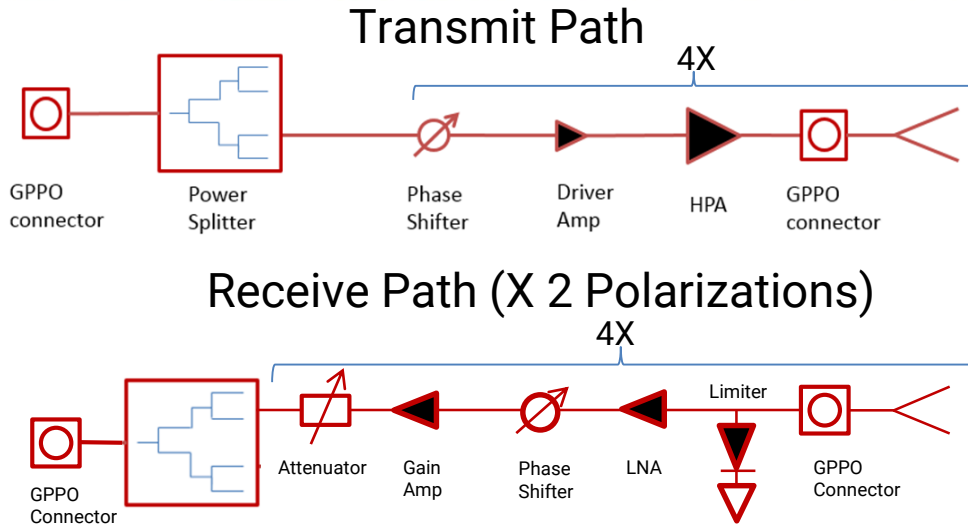 Transmit Path
4X
GPPO
connector
Power
Splitter
Phase
Shifter
Driver
Amp
HPA
GPPO
connector
Receive Path (X 2 Polarizations)
4X
Limiter
GPPO
Connector
Attenuator
Gain
Amp
Phase
Shifter
LNA
GPPO
Connector